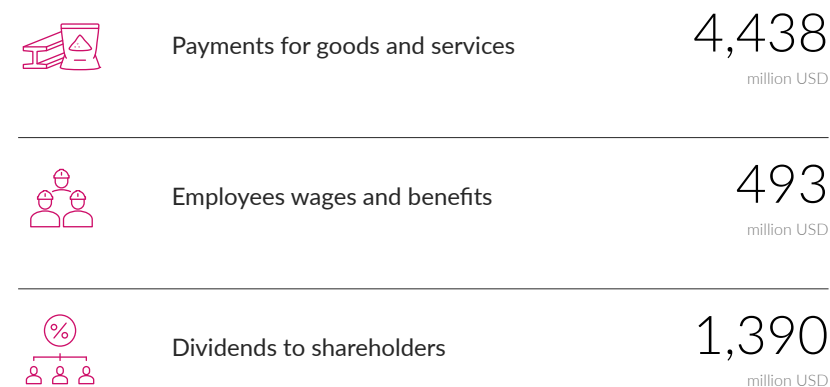 Payments for goods and services
4,438
million USD
Employees wages and benefits
493
million USD
%
Dividends to shareholders
1,390
million USD